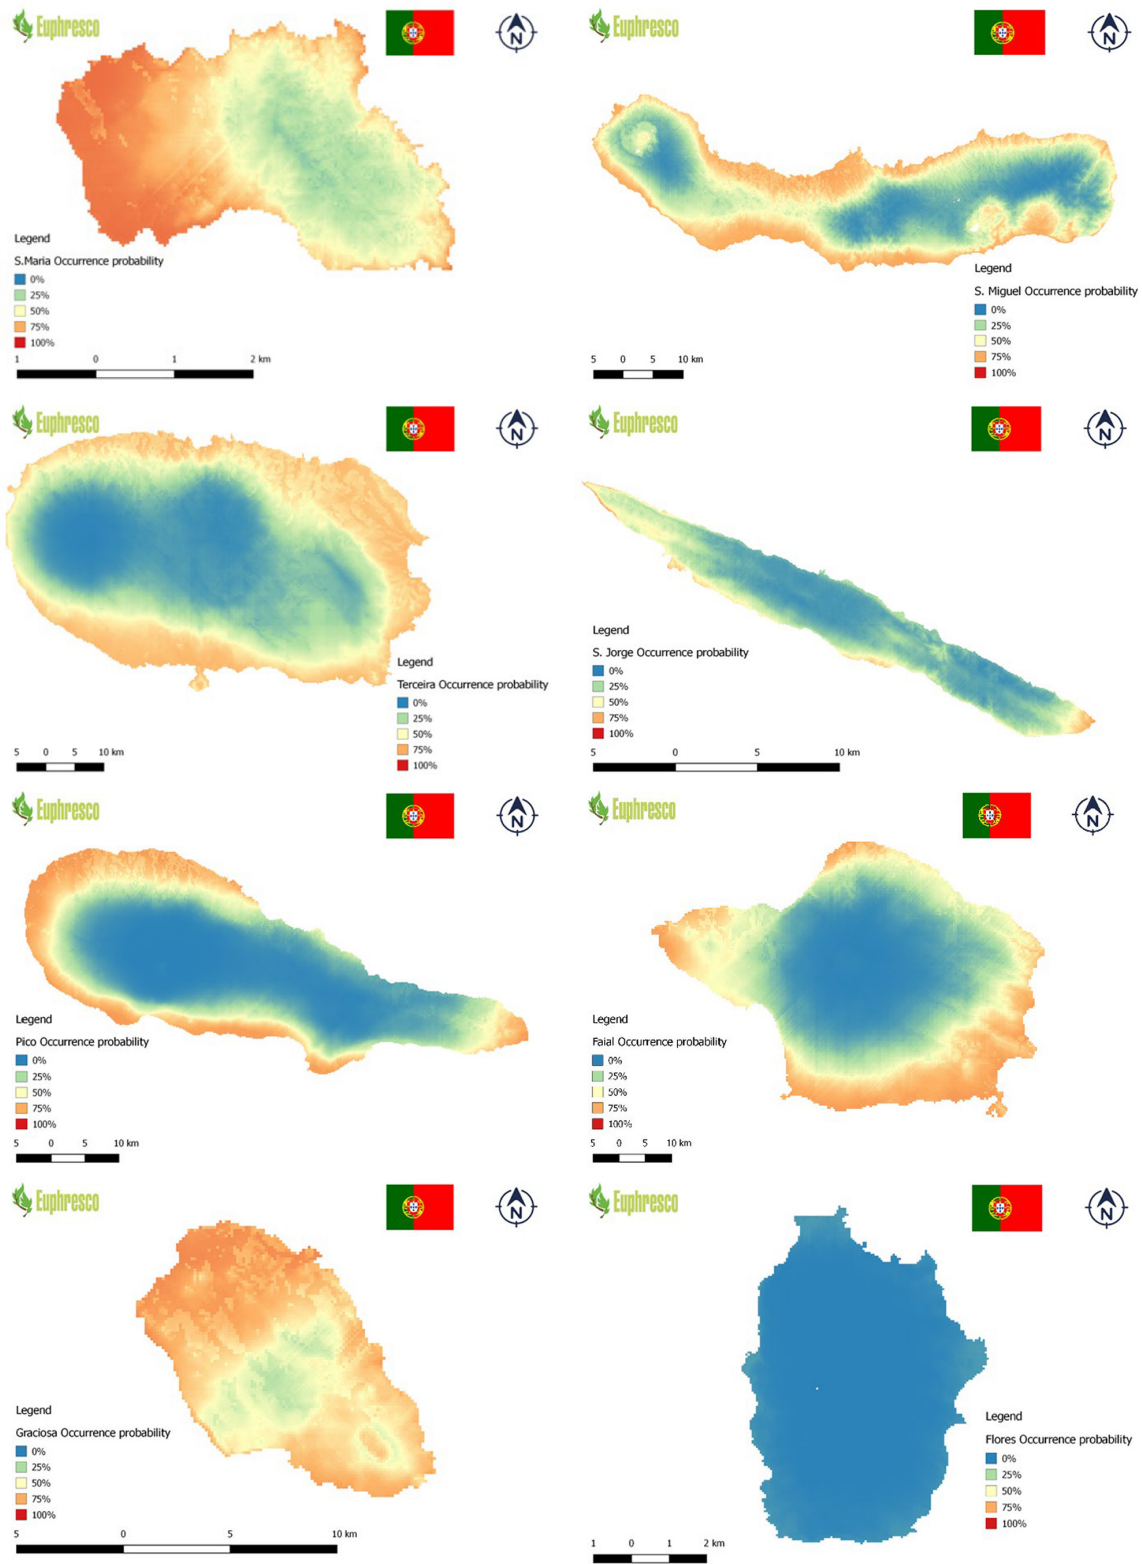 Euphresco
N
Legend
S.Maria Occurrence probability
0%
25%
50%
75%
100%
1 0 1 2 km
Euphresco
N
Legend
S. Miguel Occurrence probability
0%
25%
50%
75%
100%
5 0 5 10 km
Euphresco
N
Legend
Terceira Occurrence probability
0%
25%
50%
75%
100%
5 0 5 10 km
Euphresco
N
Legend
S. Jorge Occurrence probability
0%
25%
50%
75%
100%
5 0 5 10 km
Euphresco
N
Legend
Pico Occurrence probability
0%
25%
50%
75%
100%
5 0 5 10 km
Euphresco
N
Legend
Faial Occurrence probability
0%
25%
50%
75%
100%
5 0 5 10 km
Euphresco
N
Legend
Graciosa Occurrence probability
0%
25%
50%
75%
100%
5 0 5 10 km
Euphresco
N
Legend
Flores Occurrence probability
0%
25%
50%
75%
100%
1 0 1 2 km